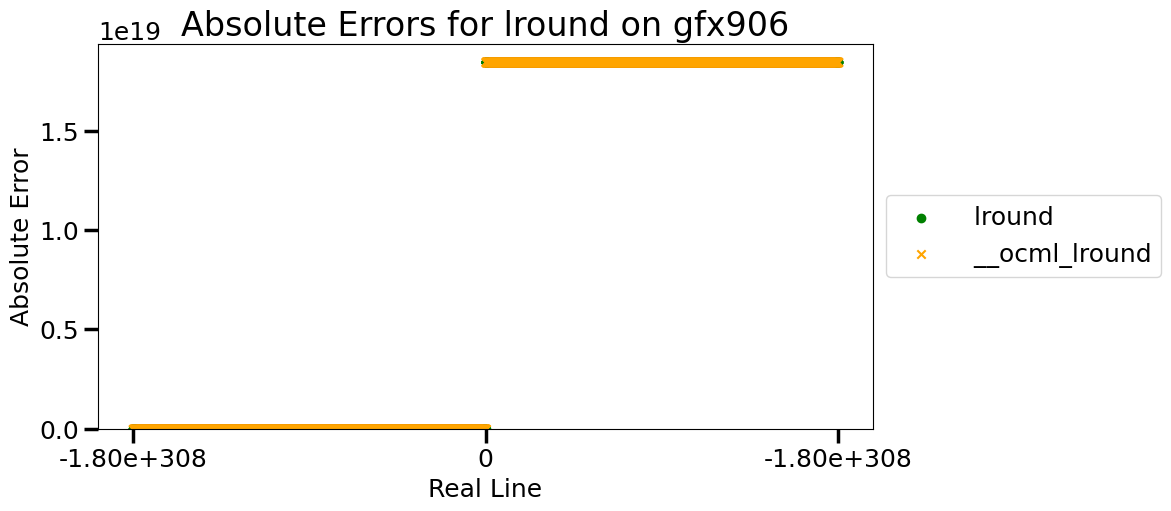 Absolute Errors for lround on gfx906
1e19
1.5
1.0
0.5
0.0
Absolute Error
-1.80e+308
0
-1.80e+308
Real Line
lround
__ocml_lround